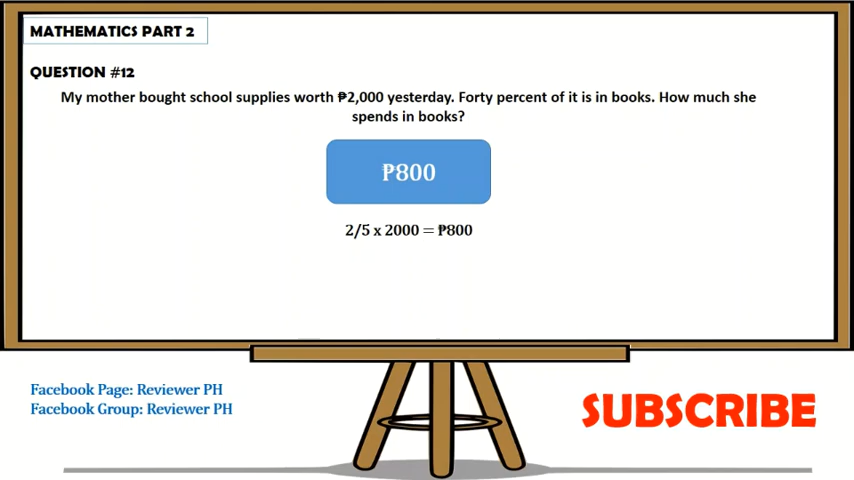 MATHEMATICS PART 2
QUESTION #12
My mother bought school supplies worth ₱2,000 yesterday. Forty percent of it is in books. How much she
spends in books?
₱800
2/5 x 2000 = ₱800
Facebook Page: Reviewer PH
Facebook Group: Reviewer PH
SUBSCRIBE